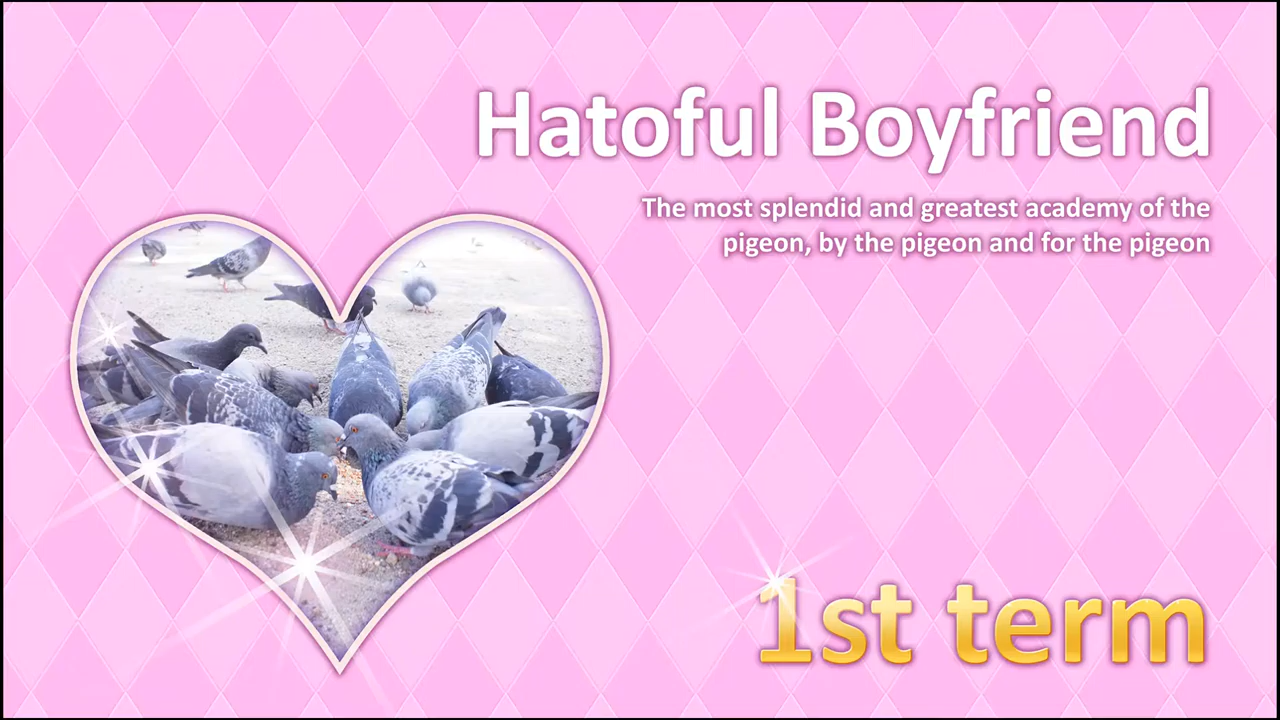 Hatoful Boyfriend
The most splendid and greatest academy of the
pigeon, by the pigeon and for the pigeon
1st term